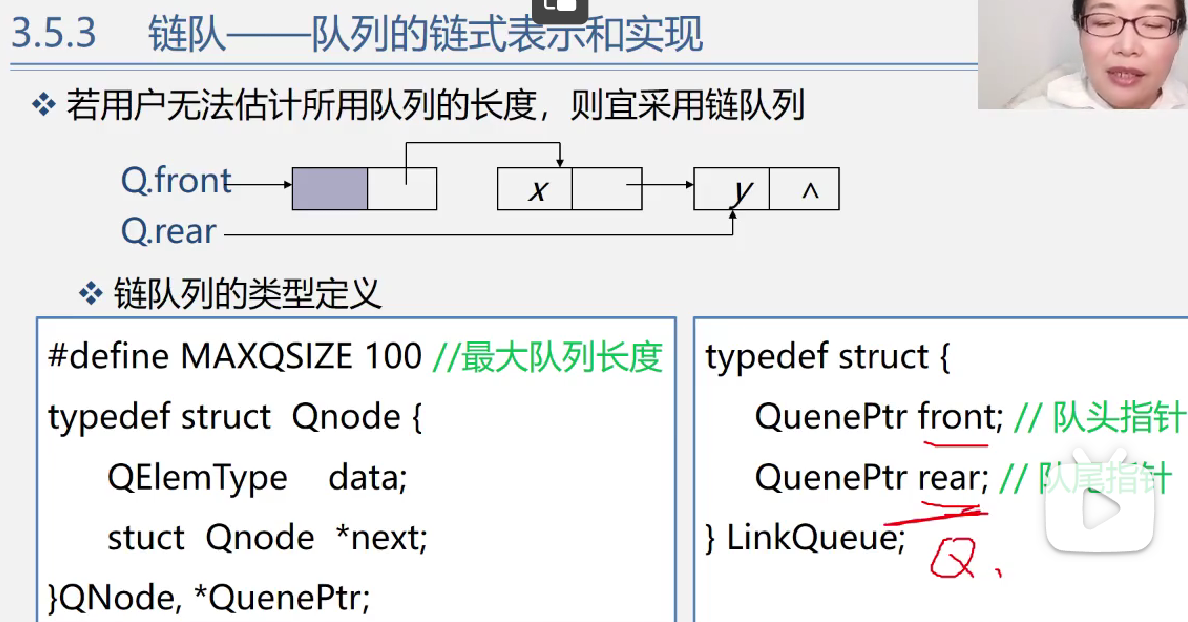 3.5.3 链队——队列的链式表示和实现
❖ 若用户无法估计所用队列的长度，则宜采用链队列
Q.front
x
y
^
Q.rear
❖ 链队列的类型定义
#define MAXQSIZE 100 //最大队列长度
typedef struct Qnode {
QElemType data;
stuct Qnode *next;
}QNode, *QuenePtr;
typedef struct {
QuenePtr front; // 队头指针
QuenePtr rear; // 队尾指针
} LinkQueue;
Q.